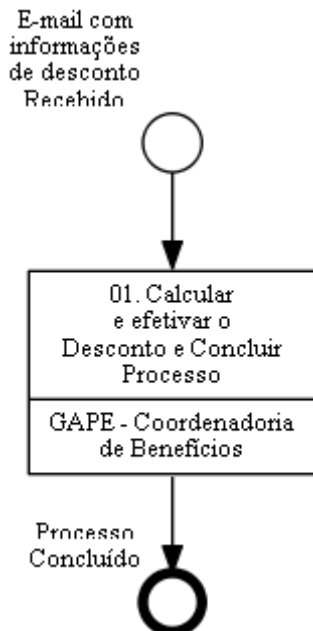 E-mail com
informações
de desconto
Recebido
01. Calcular
e efetivar o
Desconto e Concluir
Processo
GAPE - Coordenadoria
de Benefícios
Processo
Concluído